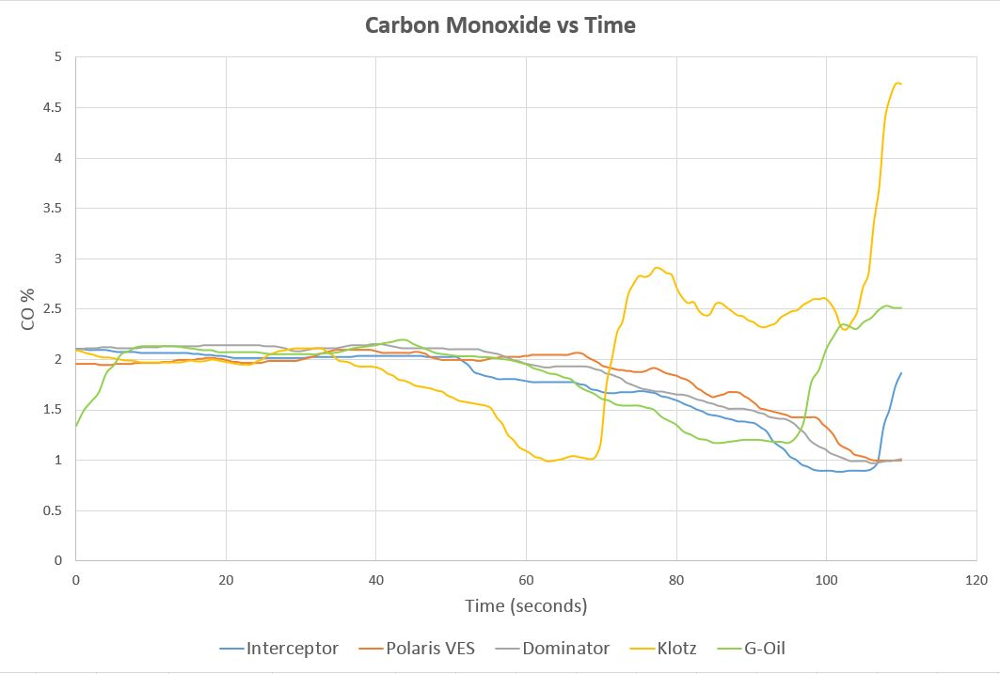 Carbon Monoxide vs Time
5
4.5
4
3.5
3
2.5
2
1.5
1
0.5
0
CO %
0 20 40 60 80 100 120
Time (seconds)
Interceptor Polaris VES Dominator Klotz G-Oil